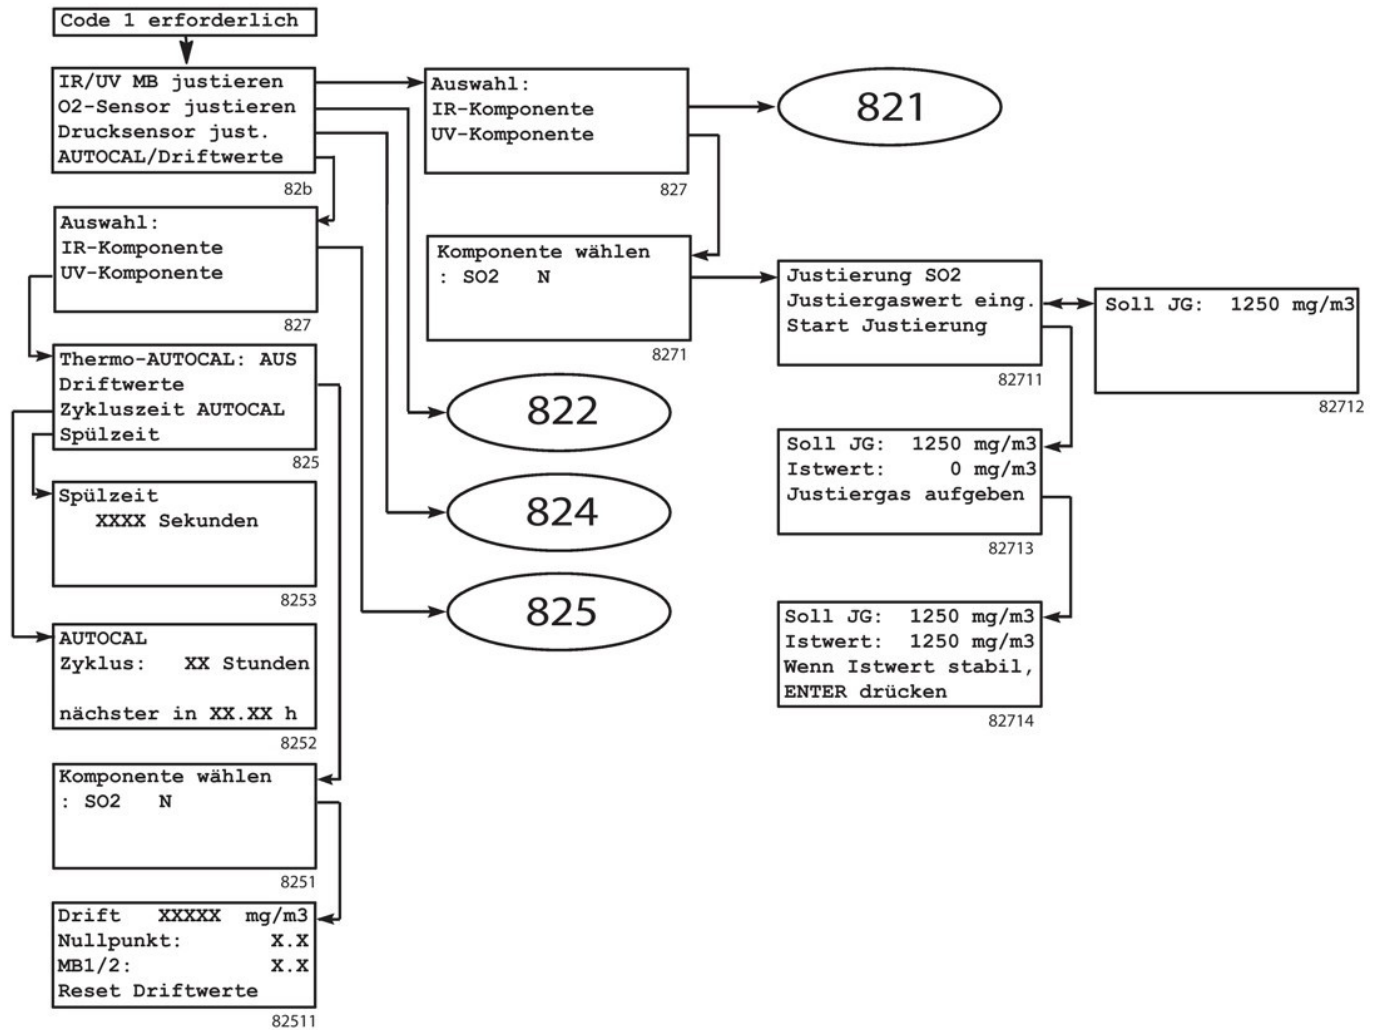 Code 1 erforderlich
IR/UV MB justieren
O2-Sensor justieren
Drucksensor just.
AUTOCAL/Driftwerte
82b
Auswahl:
IR-Komponente
UV-Komponente
827
821
Auswahl:
IR-Komponente
UV-Komponente
827
Komponente wählen
: SO2 N
8271
Justierung SO2
Justiergaswert eing.
Start Justierung
82711
Soll JG: 1250 mg/m3
82712
Thermo-AUTOCAL: AUS
Driftwerte
Zykluszeit AUTOCAL
Spülzeit
825
822
Soll JG: 1250 mg/m3
Istwert: 0 mg/m3
Justiergas aufgeben
82713
Spülzeit
XXXX Sekunden
8253
824
825
Soll JG: 1250 mg/m3
Istwert: 1250 mg/m3
Wenn Istwert stabil,
ENTER drücken
82714
AUTOCAL
Zyklus: XX Stunden
nächster in XX.XX h
8252
Komponente wählen
: SO2 N
8251
Drift XXXXX mg/m3
Nullpunkt: X.X
MB1/2: X.X
Reset Driftwerte
82511